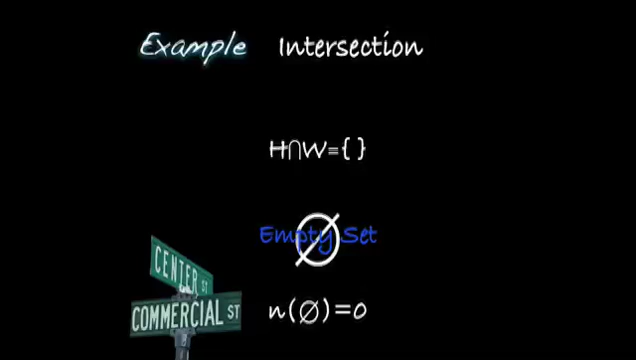 Example Intersection
H∩W={ }
Empty Set
∅
CENTER ST
COMMERCIAL ST
n(∅)=0